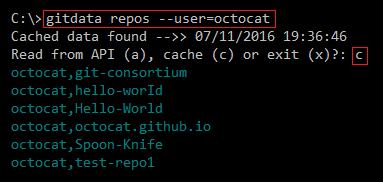 C:\>gitdata repos --user=octocat
Cached data found -->> 07/11/2016 19:36:46
Read from API (a), cache (c) or exit (x)?: c
octocat,git-consortium
octocat,hello-worId
octocat,Hello-World
octocat,octocat.github.io
octocat,Spoon-Knife
octocat,test-repo1